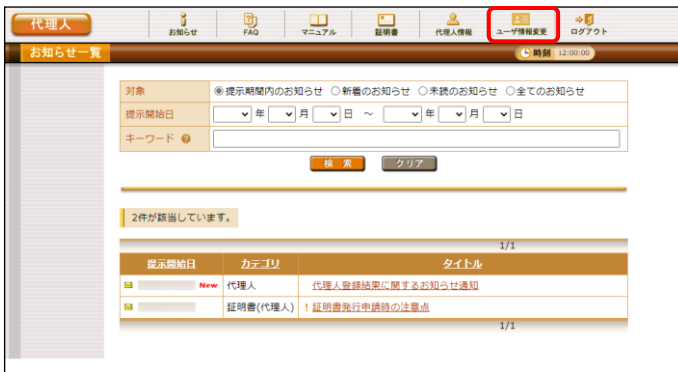 代理人
お知らせ FAQ マニュアル 証明書 代理人情報 ユーザ情報変更 ログアウト
お知らせ一覧 時刻 12:00:00
対象 提示期間内のお知らせ 新着のお知らせ 未読のお知らせ 全てのお知らせ
提示開始日 年 月 日 ～ 年 月 日
キーワード ?
検 索 クリア
2件が該当しています。
1/1
提示開始日 カテゴリ タイトル
New 代理人 代理人登録結果に関するお知らせ通知
証明書(代理人) ! 証明書発行申請時の注意点
1/1